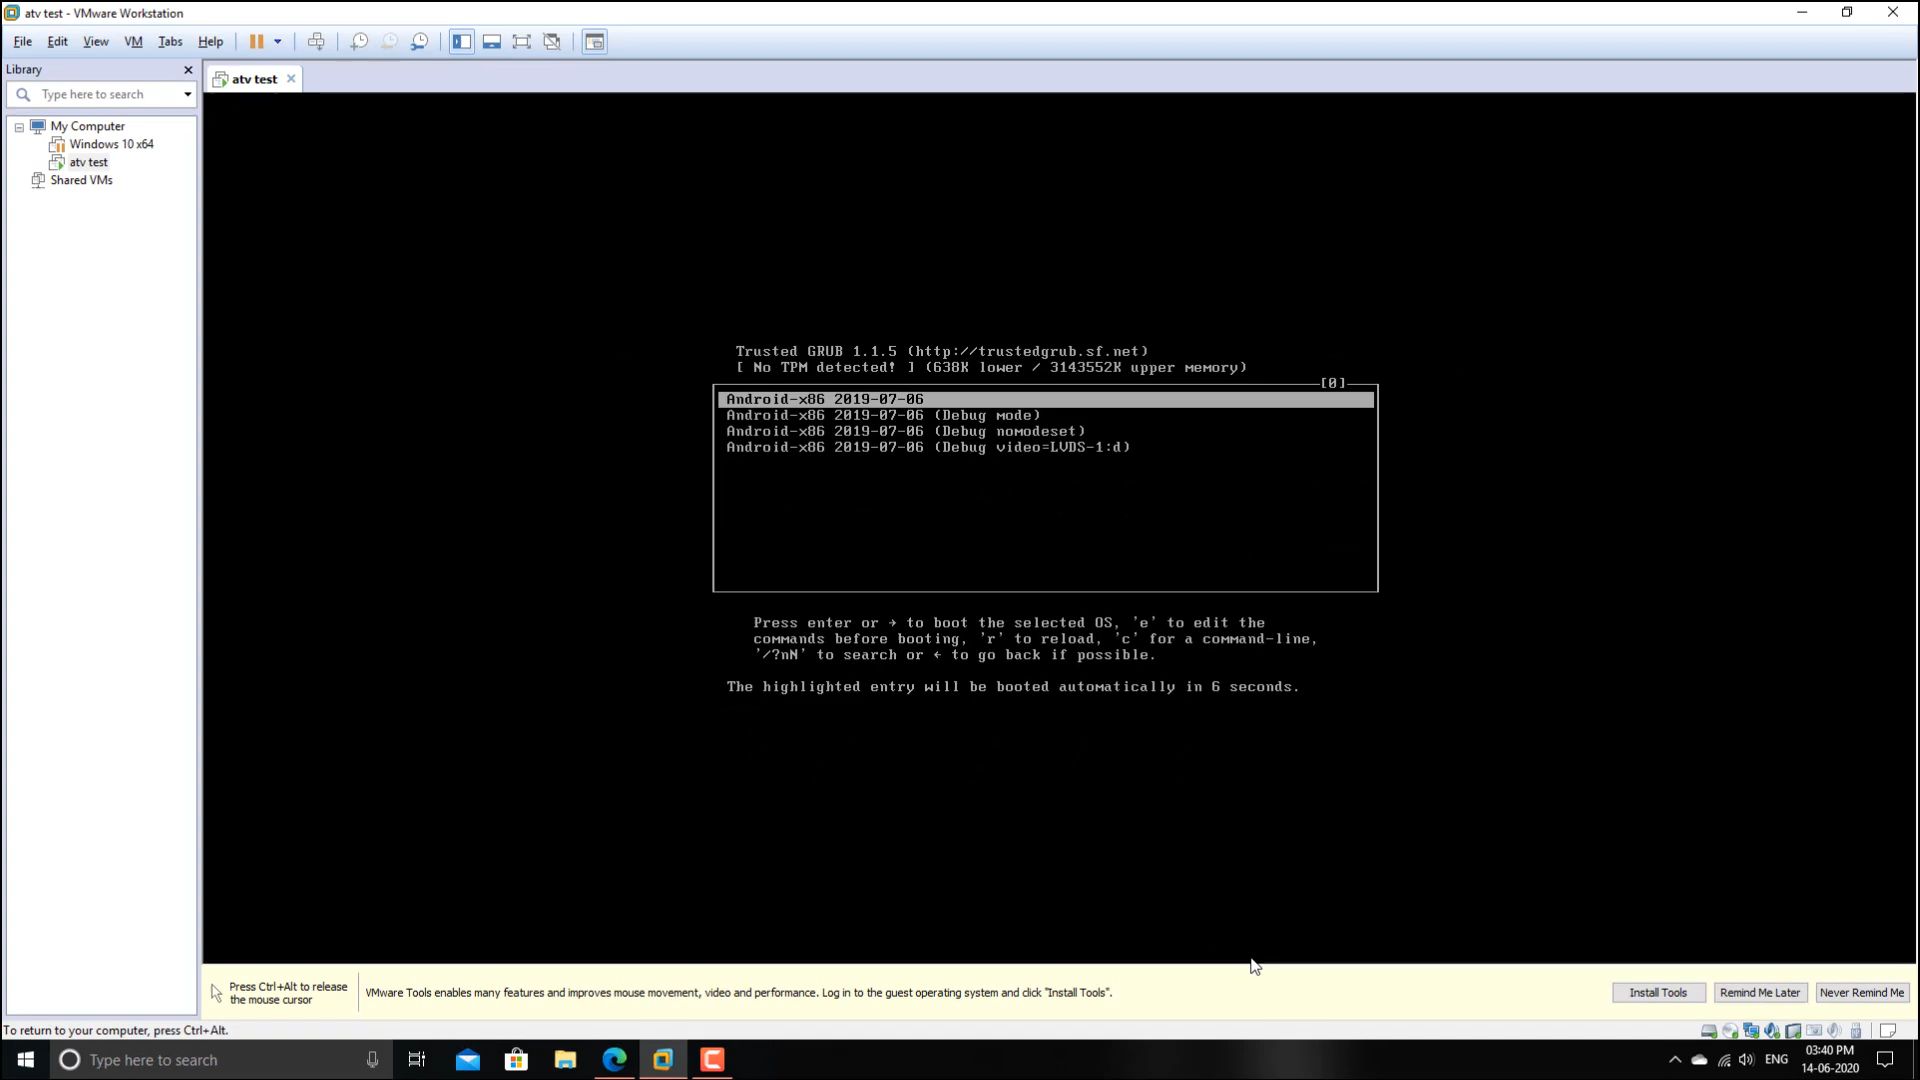 atv test - VMware Workstation
File Edit View VM Tabs Help
Library
Type here to search
My Computer
Windows 10 x64
atv test
Shared VMs
atv test
Trusted GRUB 1.1.5 (http://trustedgrub.sf.net)
[ No TPM detected! ] (638K lower / 3143552K upper memory)
[0]
Android-x86 2019-07-06
Android-x86 2019-07-06 (Debug mode)
Android-x86 2019-07-06 (Debug nomodeset)
Android-x86 2019-07-06 (Debug video=LVDS-1:d)
Press enter or → to boot the selected OS, 'e' to edit the
commands before booting, 'r' to reload, 'c' for a command-line,
'/?nN' to search or ← to go back if possible.
The highlighted entry will be booted automatically in 6 seconds.
Press Ctrl+Alt to release
the mouse cursor
VMware Tools enables many features and improves mouse movement, video and performance. Log in to the guest operating system and click "Install Tools".
Install Tools Remind Me Later Never Remind Me
To return to your computer, press Ctrl+Alt.
Type here to search
ENG
03:40 PM
14-06-2020